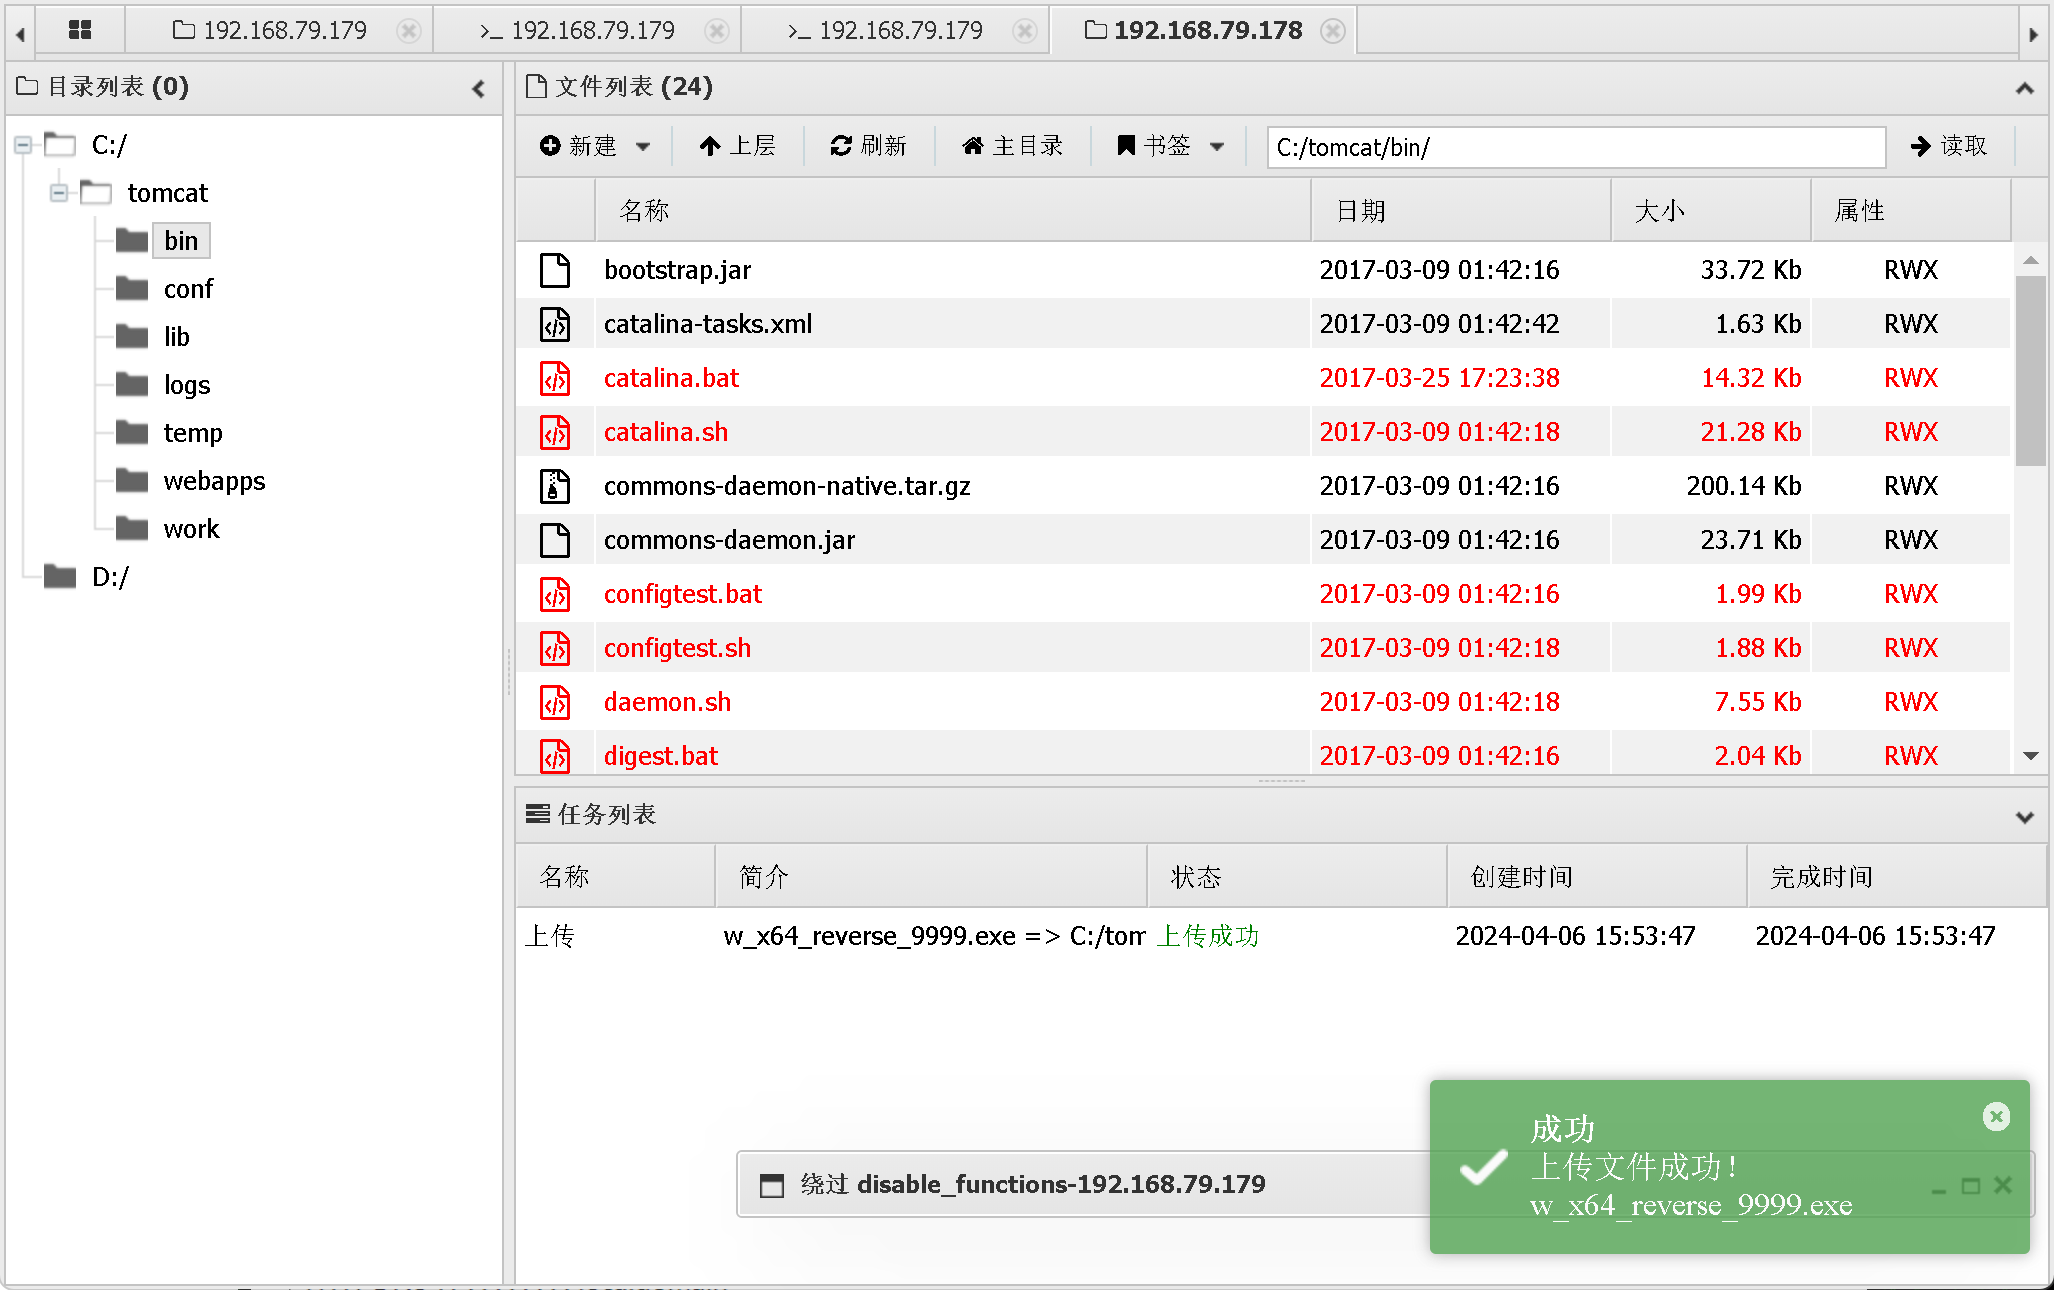 192.168.79.179
>_ 192.168.79.179
>_ 192.168.79.179
192.168.79.178
目录列表 (0)
C:/
tomcat
bin
conf
lib
logs
temp
webapps
work
D:/
文件列表 (24)
新建 上层 刷新 主目录 书签 C:/tomcat/bin/ 读取
名称 日期 大小 属性
bootstrap.jar 2017-03-09 01:42:16 33.72 Kb RWX
catalina-tasks.xml 2017-03-09 01:42:42 1.63 Kb RWX
catalina.bat 2017-03-25 17:23:38 14.32 Kb RWX
catalina.sh 2017-03-09 01:42:18 21.28 Kb RWX
commons-daemon-native.tar.gz 2017-03-09 01:42:16 200.14 Kb RWX
commons-daemon.jar 2017-03-09 01:42:16 23.71 Kb RWX
configtest.bat 2017-03-09 01:42:16 1.99 Kb RWX
configtest.sh 2017-03-09 01:42:18 1.88 Kb RWX
daemon.sh 2017-03-09 01:42:18 7.55 Kb RWX
digest.bat 2017-03-09 01:42:16 2.04 Kb RWX
任务列表
名称 简介 状态 创建时间 完成时间
上传 w_x64_reverse_9999.exe => C:/tom 上传成功 2024-04-06 15:53:47 2024-04-06 15:53:47
绕过 disable_functions-192.168.79.179
成功
上传文件成功！
w_x64_reverse_9999.exe